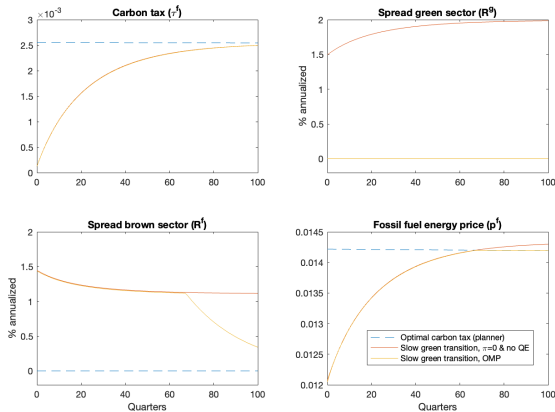 Carbon tax (τᶠ)
×10⁻³
3
2.5
2
1.5
1
0.5
0
0 20 40 60 80 100
Spread green sector (Rᵍ)
% annualized
2
1.5
1
0.5
0
0 20 40 60 80 100
Spread brown sector (Rᶠ)
% annualized
2
1.5
1
0.5
0
0 20 40 60 80 100
Quarters
Fossil fuel energy price (pᶠ)
0.0145
0.014
0.0135
0.013
0.0125
0.012
Optimal carbon tax (planner)
Slow green transition, π=0 & no QE
Slow green transition, OMP
0 20 40 60 80 100
Quarters